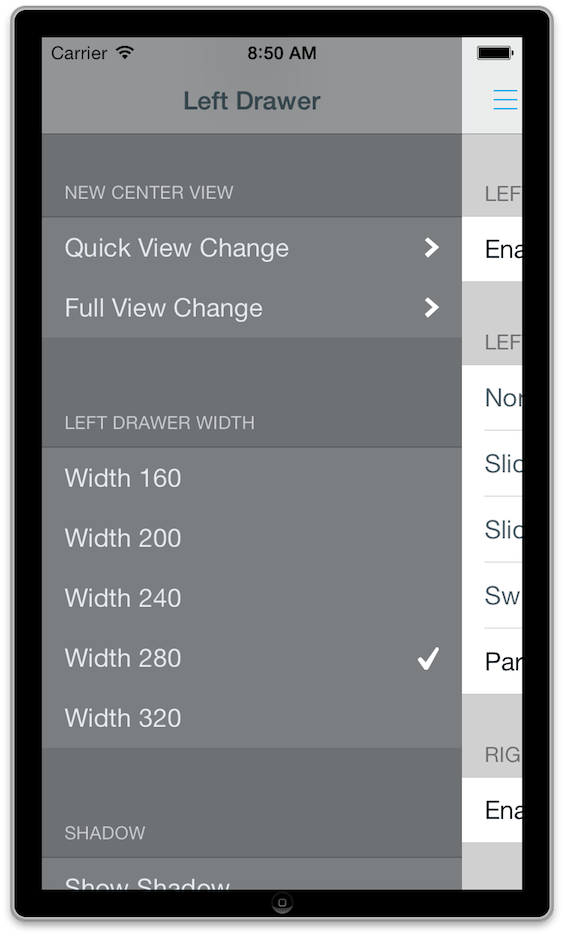 Carrier 8:50 AM
Left Drawer
NEW CENTER VIEW
Quick View Change
Full View Change
LEFT DRAWER WIDTH
Width 160
Width 200
Width 240
Width 280
Width 320
SHADOW
Show Shadow
LEF
Ena
LEF
Nor
Slid
Slid
Sw
Par
RIG
Ena